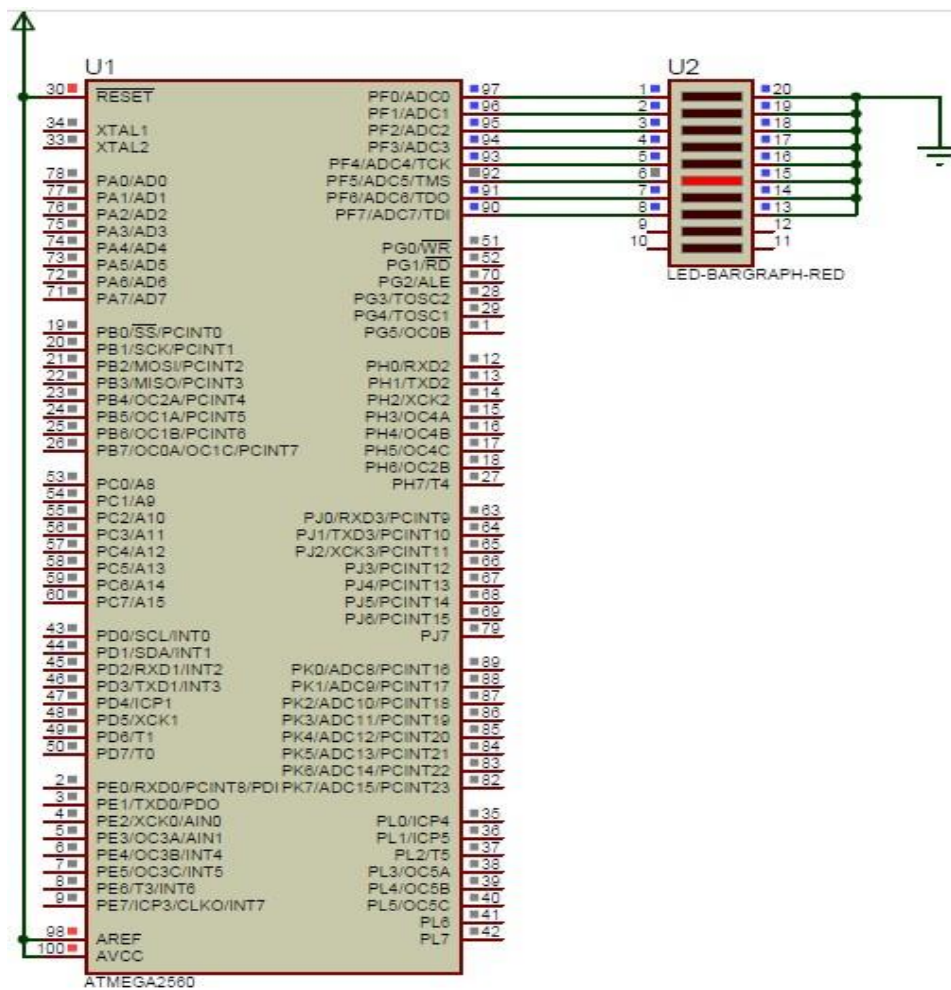 U1
30 RESET
34 XTAL1
33 XTAL2
78 PA0/AD0
77 PA1/AD1
76 PA2/AD2
75 PA3/AD3
74 PA4/AD4
73 PA5/AD5
72 PA6/AD6
71 PA7/AD7
19 PB0/SS/PCINT0
20 PB1/SCK/PCINT1
21 PB2/MOSI/PCINT2
22 PB3/MISO/PCINT3
23 PB4/OC2A/PCINT4
24 PB5/OC1A/PCINT5
25 PB6/OC1B/PCINT6
26 PB7/OC0A/OC1C/PCINT7
53 PC0/A8
54 PC1/A9
55 PC2/A10
56 PC3/A11
57 PC4/A12
58 PC5/A13
59 PC6/A14
60 PC7/A15
43 PD0/SCL/INT0
44 PD1/SDA/INT1
45 PD2/RXD1/INT2
46 PD3/TXD1/INT3
47 PD4/ICP1
48 PD5/XCK1
49 PD6/T1
50 PD7/T0
2 PE0/RXD0/PCINT8/PDI
3 PE1/TXD0/PDO
4 PE2/XCK0/AIN0
5 PE3/OC3A/AIN1
6 PE4/OC3B/INT4
7 PE5/OC3C/INT5
8 PE6/T3/INT6
9 PE7/ICP3/CLKO/INT7
98 AREF
100 AVCC
PF0/ADC0 97
PF1/ADC1 96
PF2/ADC2 95
PF3/ADC3 94
PF4/ADC4/TCK 93
PF5/ADC5/TMS 92
PF6/ADC6/TDO 91
PF7/ADC7/TDI 90
PG0/WR 51
PG1/RD 52
PG2/ALE 70
PG3/TOSC2 28
PG4/TOSC1 29
PG5/OC0B 1
PH0/RXD2 12
PH1/TXD2 13
PH2/XCK2 14
PH3/OC4A 15
PH4/OC4B 16
PH5/OC4C 17
PH6/OC2B 18
PH7/T4 27
PJ0/RXD3/PCINT9 63
PJ1/TXD3/PCINT10 64
PJ2/XCK3/PCINT11 65
PJ3/PCINT12 66
PJ4/PCINT13 67
PJ5/PCINT14 68
PJ6/PCINT15 69
PJ7 79
PK0/ADC8/PCINT16 89
PK1/ADC9/PCINT17 88
PK2/ADC10/PCINT18 87
PK3/ADC11/PCINT19 86
PK4/ADC12/PCINT20 85
PK5/ADC13/PCINT21 84
PK6/ADC14/PCINT22 83
PK7/ADC15/PCINT23 82
PL0/ICP4 35
PL1/ICP5 36
PL2/T5 37
PL3/OC5A 38
PL4/OC5B 39
PL5/OC5C 40
PL6 41
PL7 42
ATMEGA2560
U2
1 20
2 19
3 18
4 17
5 16
6 15
7 14
8 13
9 12
10 11
LED-BARGRAPH-RED